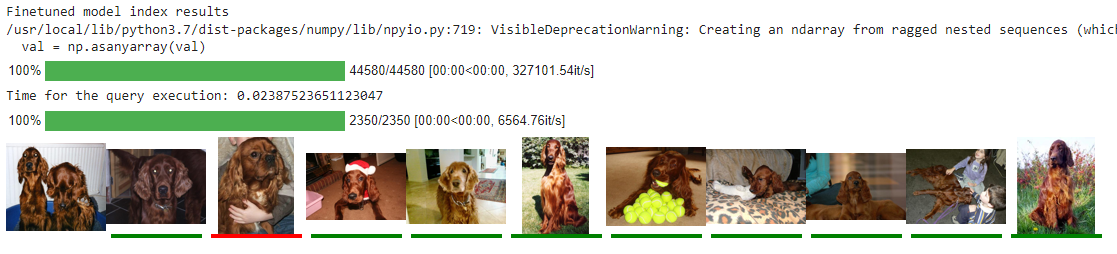 Finetuned model index results
/usr/local/lib/python3.7/dist-packages/numpy/lib/npyio.py:719: VisibleDeprecationWarning: Creating an ndarray from ragged nested sequences (whic
val = np.asanyarray(val)
100% 44580/44580 [00:00<00:00, 327101.54it/s]
Time for the query execution: 0.02387523651123047
100% 2350/2350 [00:00<00:00, 6564.76it/s]